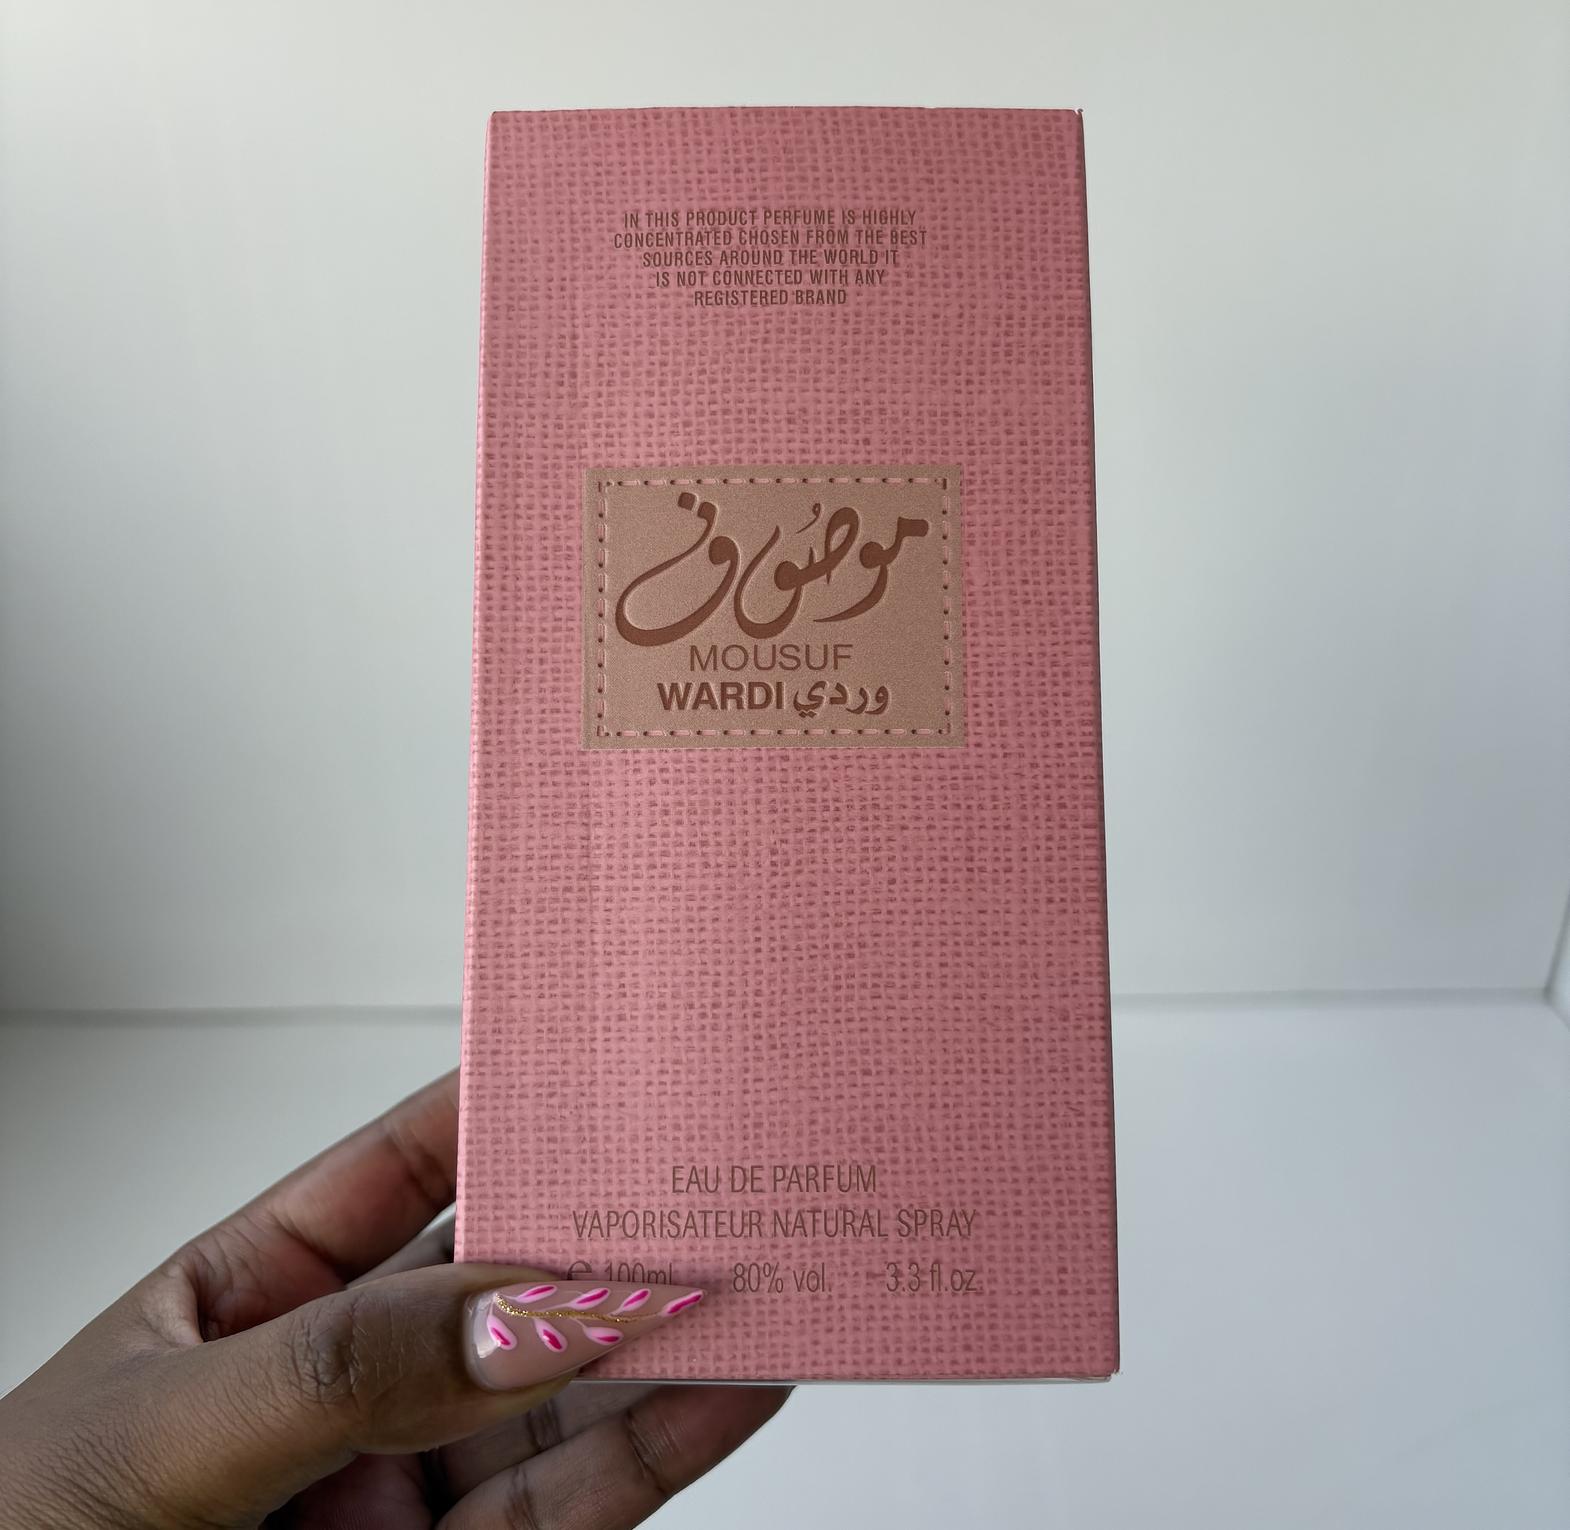 IN THIS PRODUCT PERFUME IS HIGHLY
CONCENTRATED CHOSEN FROM THE BEST
SOURCES AROUND THE WORLD IT
IS NOT CONNECTED WITH ANY
REGISTERED BRAND
موصوف
MOUSUF
WARDI وردي
EAU DE PARFUM
VAPORISATEUR NATURAL SPRAY
℮ 100ml 80% vol. 3.3 fl.oz.